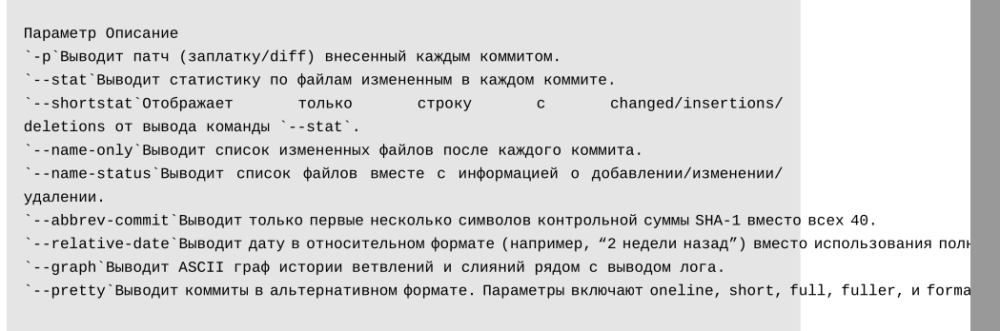 Параметр Описание
`-p`Выводит патч (заплатку/diff) внесенный каждым коммитом.
`--stat`Выводит статистику по файлам измененным в каждом коммите.
`--shortstat`Отображает только строку с changed/insertions/
deletions от вывода команды `--stat`.
`--name-only`Выводит список измененных файлов после каждого коммита.
`--name-status`Выводит список файлов вместе с информацией о добавлении/изменении/
удалении.
`--abbrev-commit`Выводит только первые несколько символов контрольной суммы SHA-1 вместо всех 40.
`--relative-date`Выводит дату в относительном формате (например, “2 недели назад”) вместо использования
`--graph`Выводит ASCII граф истории ветвлений и слияний рядом с выводом лога.
`--pretty`Выводит коммиты в альтернативном формате. Параметры включают oneline, short, full, fuller, и